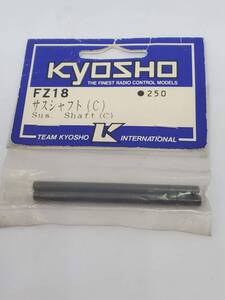 KYOSHO
THE FINEST RADIO CONTROL MODELS
FZ18 ●250
サスシャフト(C)
Sus. Shaft(C)
TEAM KYOSHO K INTERNATIONAL